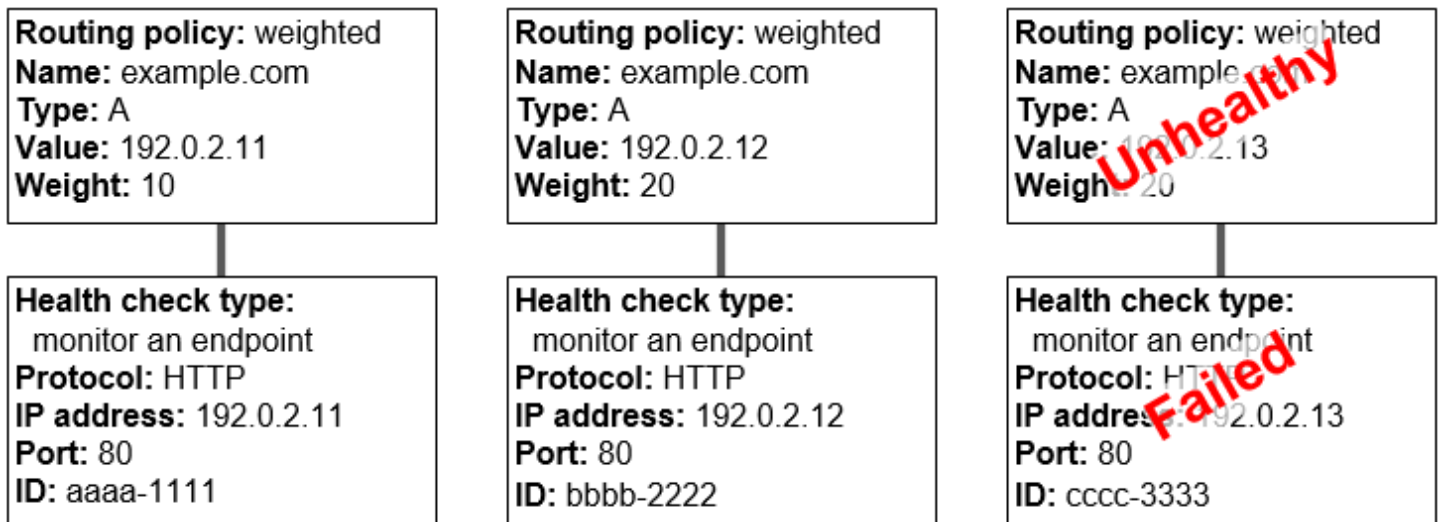 Routing policy: weighted
Name: example.com
Type: A
Value: 192.0.2.11
Weight: 10
Health check type:
monitor an endpoint
Protocol: HTTP
IP address: 192.0.2.11
Port: 80
ID: aaaa-1111
Routing policy: weighted
Name: example.com
Type: A
Value: 192.0.2.12
Weight: 20
Health check type:
monitor an endpoint
Protocol: HTTP
IP address: 192.0.2.12
Port: 80
ID: bbbb-2222
Routing policy: weighted
Name: example.com
Type: A
Value: 192.0.2.13
Weight: 20
Unhealthy
Health check type:
monitor an endpoint
Protocol: HTTP
IP address: 192.0.2.13
Port: 80
ID: cccc-3333
Failed